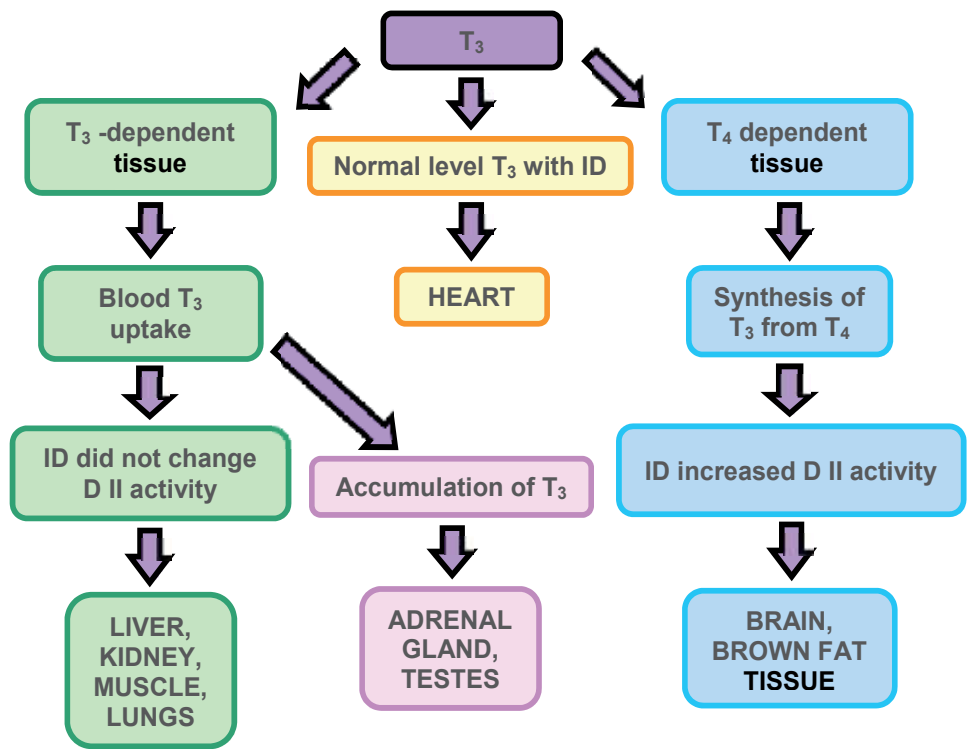 T₃
T₃ -dependent
tissue
Normal level T₃ with ID
T₄ dependent
tissue
Blood T₃
uptake
HEART
Synthesis of
T₃ from T₄
ID did not change
D II activity
Accumulation of T₃
ID increased D II activity
LIVER,
KIDNEY,
MUSCLE,
LUNGS
ADRENAL
GLAND,
TESTES
BRAIN,
BROWN FAT
TISSUE